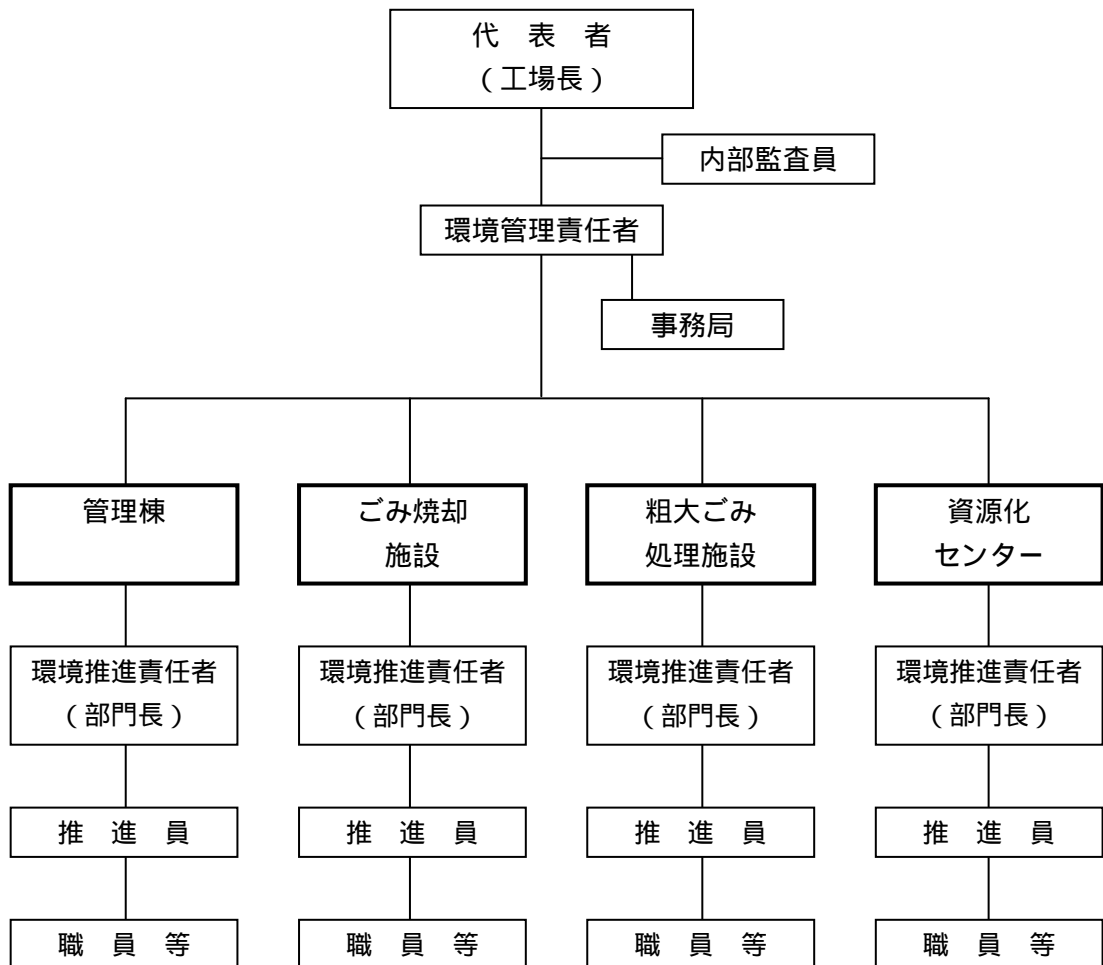 代　表　者
（工場長）
内部監査員
環境管理責任者
事務局
管理棟
ごみ焼却
施設
粗大ごみ
処理施設
資源化
センター
環境推進責任者
（部門長）
環境推進責任者
（部門長）
環境推進責任者
（部門長）
環境推進責任者
（部門長）
推　進　員
推　進　員
推　進　員
推　進　員
職　員　等
職　員　等
職　員　等
職　員　等